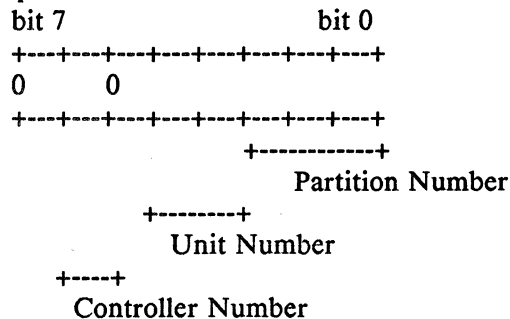 bit 7 bit 0
+---+---+---+---+---+---+---+---+
0 0
+---+---+---+---+---+---+---+---+
+------------+
Partition Number
+--------+
Unit Number
+----+
Controller Number